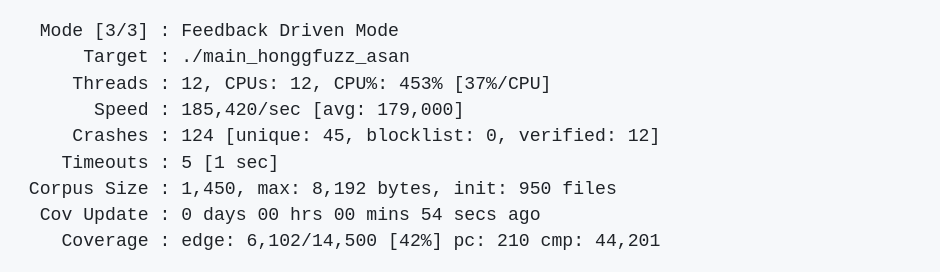 Mode [3/3] : Feedback Driven Mode
Target : ./main_honggfuzz_asan
Threads : 12, CPUs: 12, CPU%: 453% [37%/CPU]
Speed : 185,420/sec [avg: 179,000]
Crashes : 124 [unique: 45, blocklist: 0, verified: 12]
Timeouts : 5 [1 sec]
Corpus Size : 1,450, max: 8,192 bytes, init: 950 files
Cov Update : 0 days 00 hrs 00 mins 54 secs ago
Coverage : edge: 6,102/14,500 [42%] pc: 210 cmp: 44,201